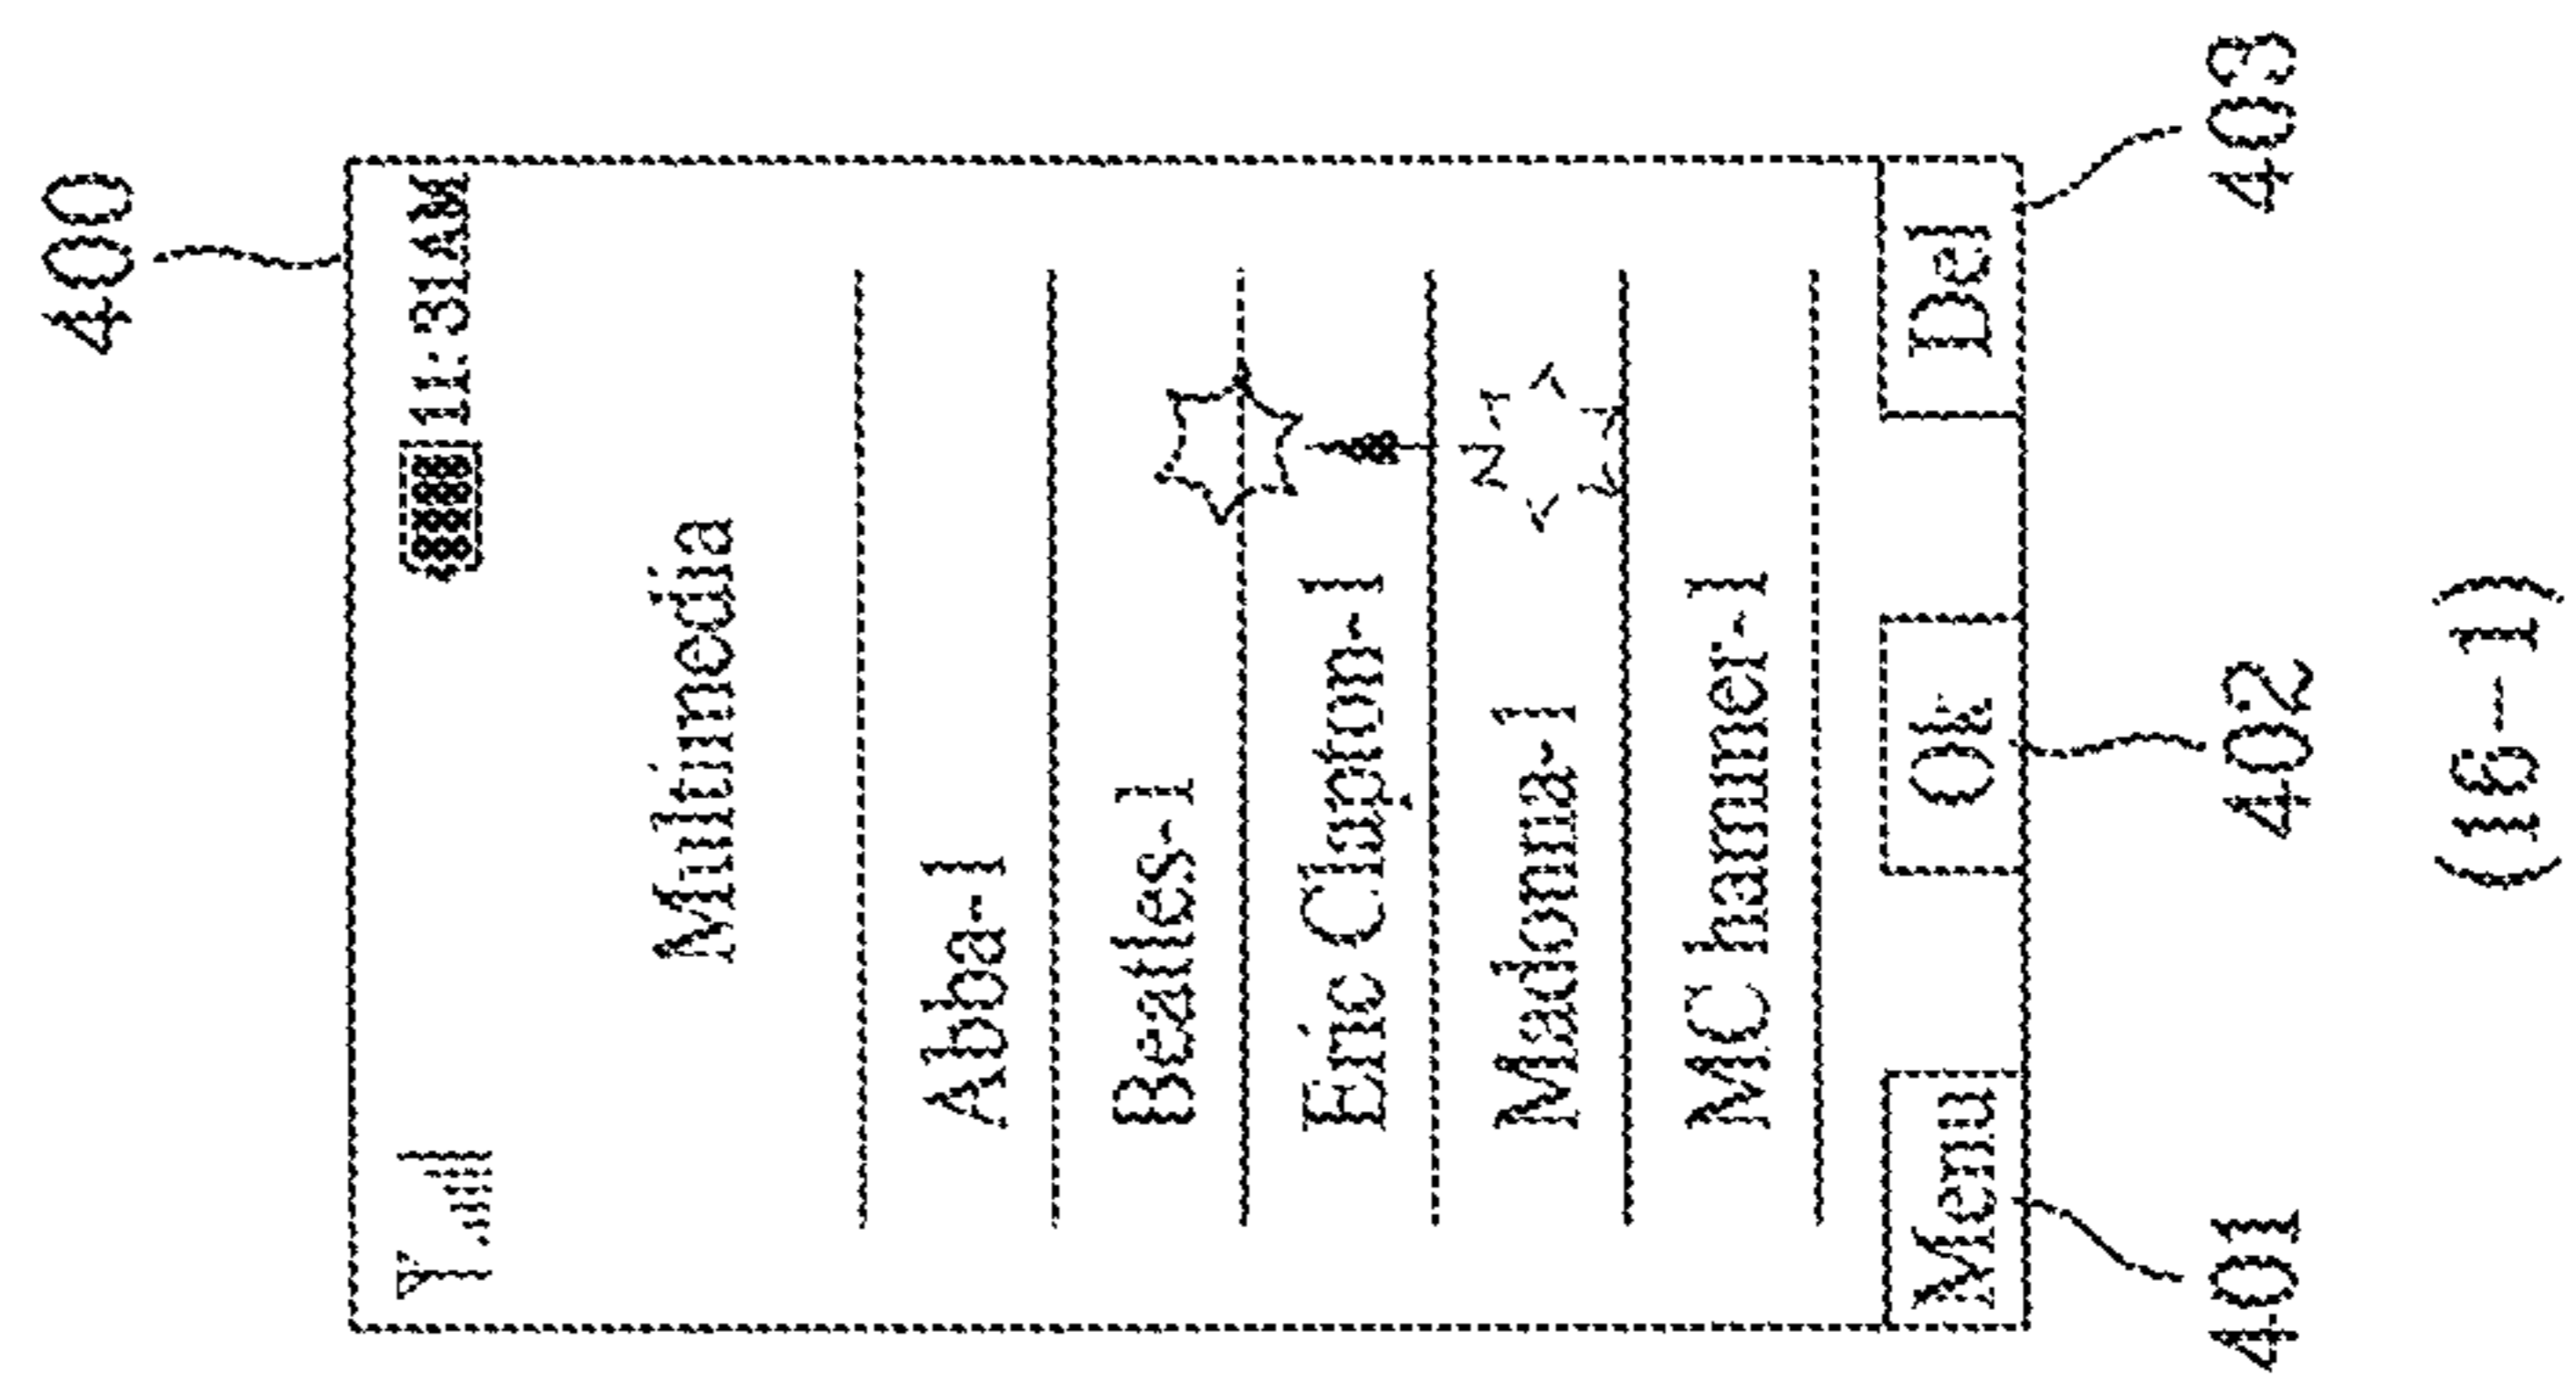 400
11:31AM
Multimedia
Abba-1
Beatles-1
Eric Clapton-1
Madonna-1
MC hammer-1
Menu Ok Del
401 402 403
(18-1)